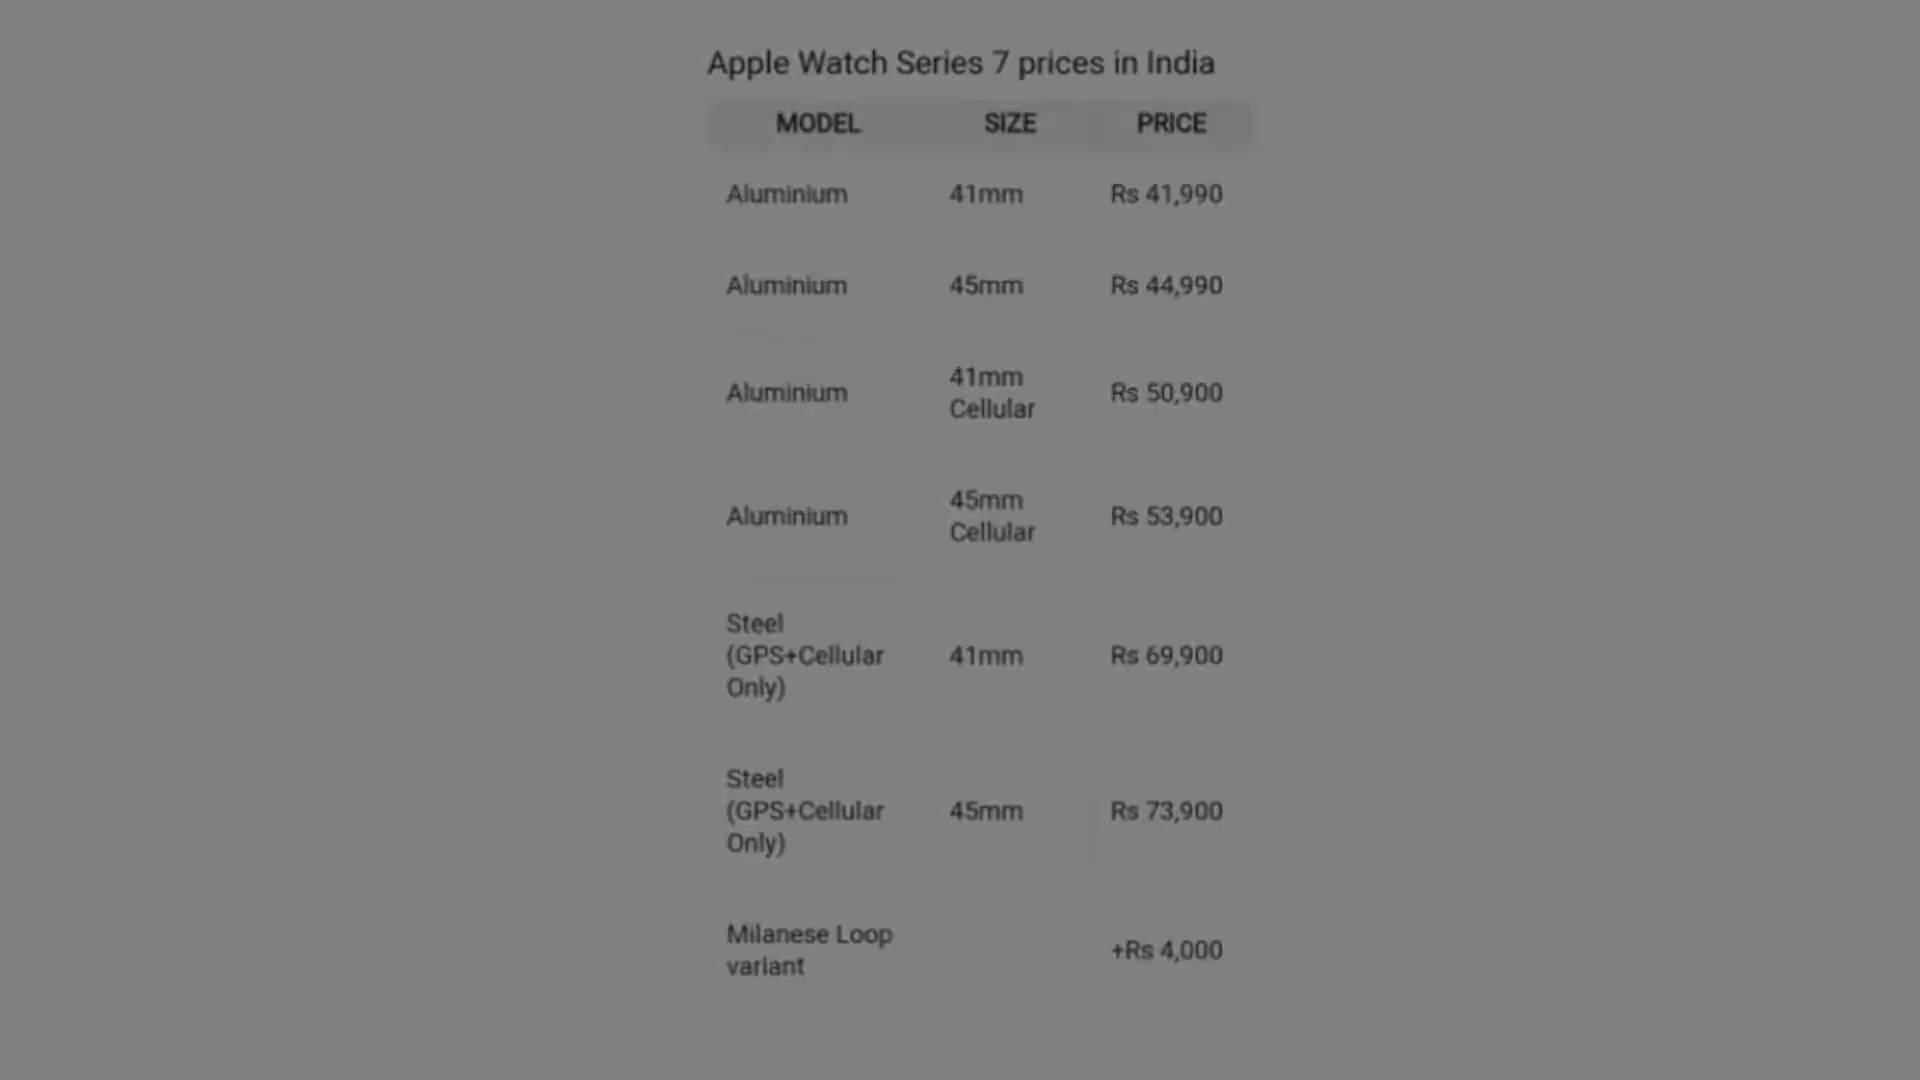 Apple Watch Series 7 prices in India
MODEL SIZE PRICE
Aluminium 41mm Rs 41,990
Aluminium 45mm Rs 44,990
Aluminium 41mm Cellular Rs 50,900
Aluminium 45mm Cellular Rs 53,900
Steel (GPS+Cellular Only) 41mm Rs 69,900
Steel (GPS+Cellular Only) 45mm Rs 73,900
Milanese Loop variant +Rs 4,000